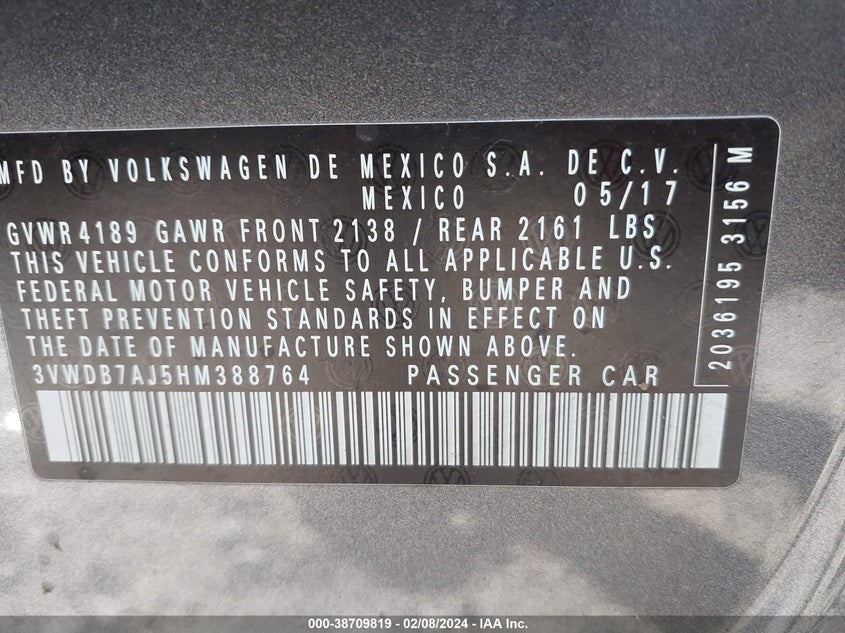 MFD BY VOLKSWAGEN DE MEXICO S.A. DE C.V.
MEXICO 05/17
GVWR 4189 GAWR FRONT 2138 / REAR 2161 LBS
THIS VEHICLE CONFORMS TO ALL APPLICABLE U.S.
FEDERAL MOTOR VEHICLE SAFETY, BUMPER AND
THEFT PREVENTION STANDARDS IN EFFECT ON
THE DATE OF MANUFACTURE SHOWN ABOVE.
3VWDB7AJ5HM388764 PASSENGER CAR
2036195 3156 M
000-38709819 - 02/08/2024 - IAA Inc.